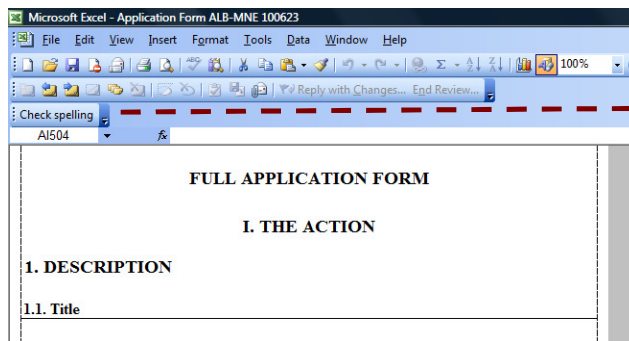 Microsoft Excel - Application Form ALB-MNE 100623
File Edit View Insert Format Tools Data Window Help
ABC Σ A Z Z A 100%
Reply with Changes... End Review...
Check spelling
AI504 fx
FULL APPLICATION FORM
I. THE ACTION
1. DESCRIPTION
1.1. Title